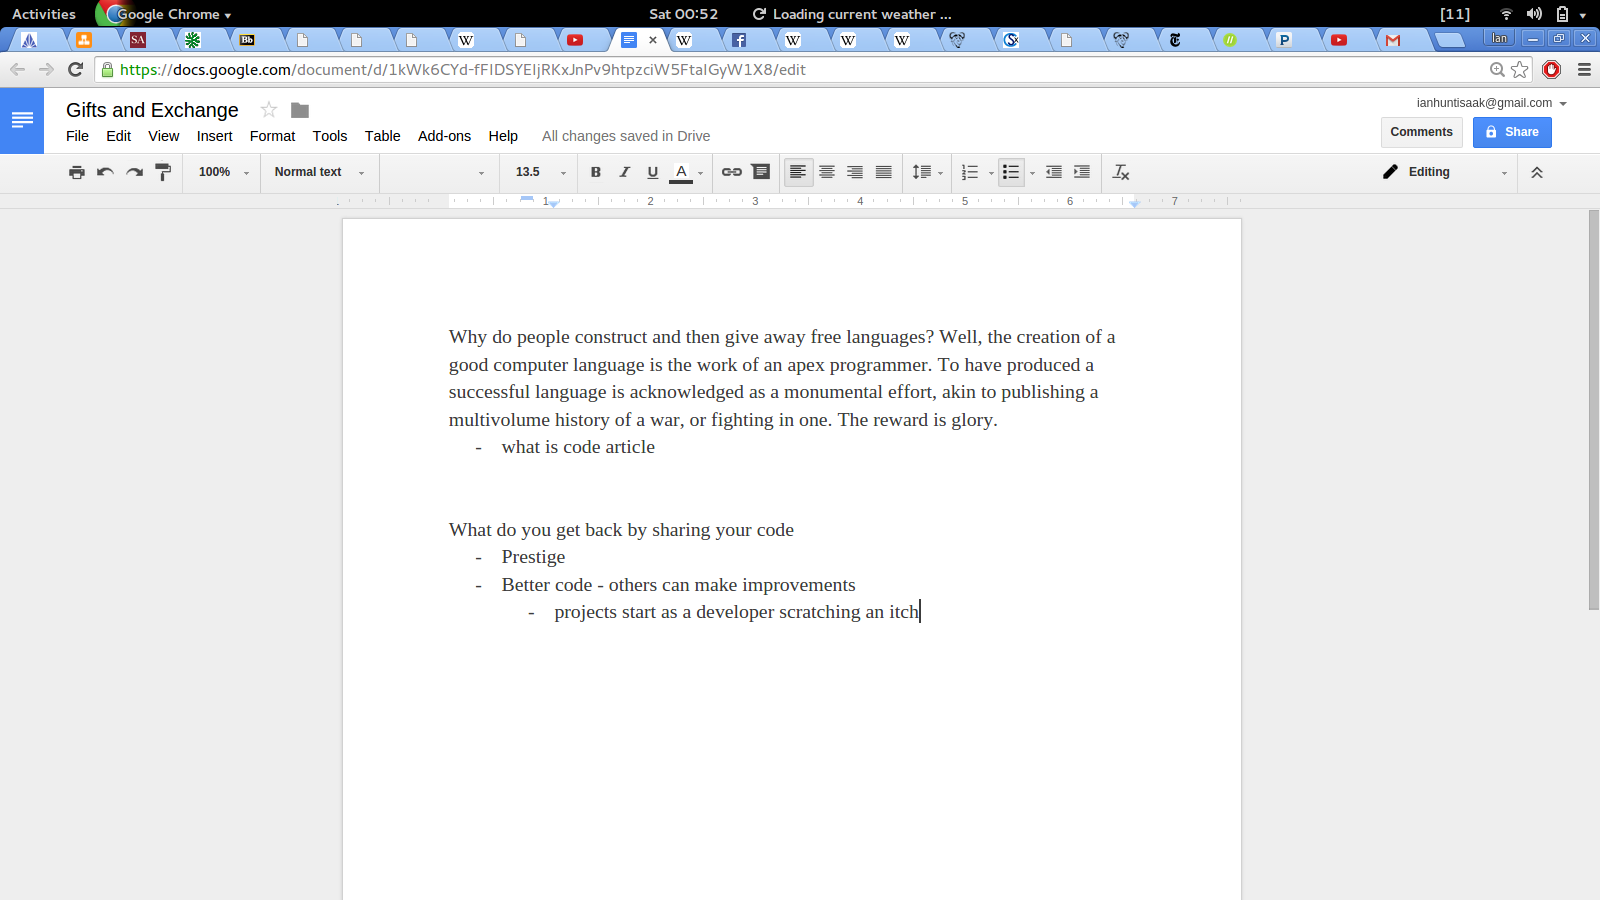 Activities Google Chrome Sat 00:52 Loading current weather ... [11]
SA Bb W W f W W W S T // P Ian
https://docs.google.com/document/d/1kWk6CYd-fFIDSYEIjRKxJnPv9htpzciW5FtaIGyW1X8/edit
Gifts and Exchange ianhuntisaak@gmail.com
File Edit View Insert Format Tools Table Add-ons Help All changes saved in Drive Comments Share
100% Normal text 13.5 B I U A Editing
1 2 3 4 5 6 7
Why do people construct and then give away free languages? Well, the creation of a
good computer language is the work of an apex programmer. To have produced a
successful language is acknowledged as a monumental effort, akin to publishing a
multivolume history of a war, or fighting in one. The reward is glory.
- what is code article
What do you get back by sharing your code
- Prestige
- Better code - others can make improvements
- projects start as a developer scratching an itch